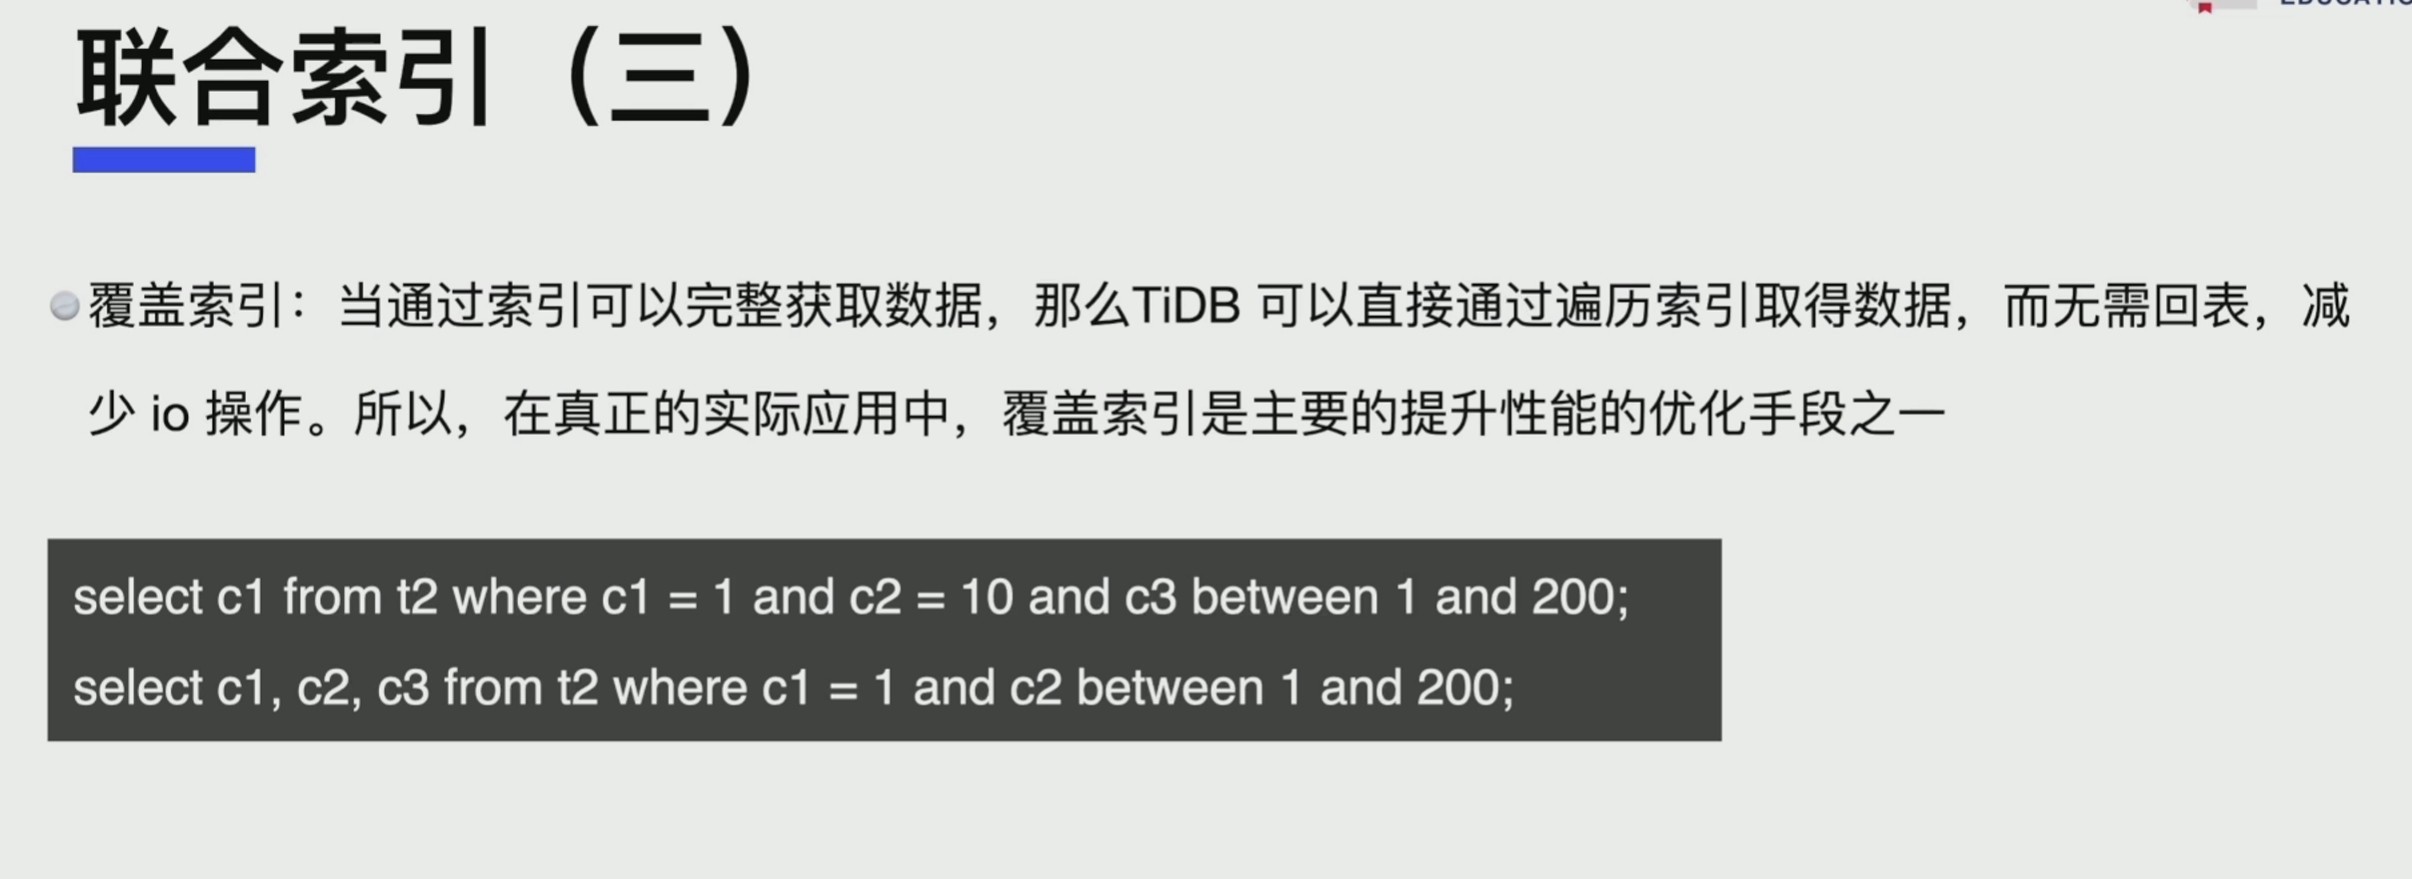 联合索引（三）
覆盖索引：当通过索引可以完整获取数据，那么TiDB 可以直接通过遍历索引取得数据，而无需回表，减
少 io 操作。所以，在真正的实际应用中，覆盖索引是主要的提升性能的优化手段之一
select c1 from t2 where c1 = 1 and c2 = 10 and c3 between 1 and 200;
select c1, c2, c3 from t2 where c1 = 1 and c2 between 1 and 200;